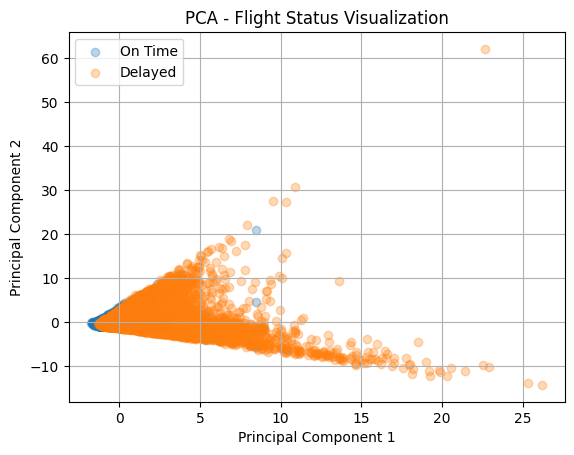 PCA - Flight Status Visualization
On Time
Delayed
Principal Component 2
60
50
40
30
20
10
0
−10
0 5 10 15 20 25
Principal Component 1